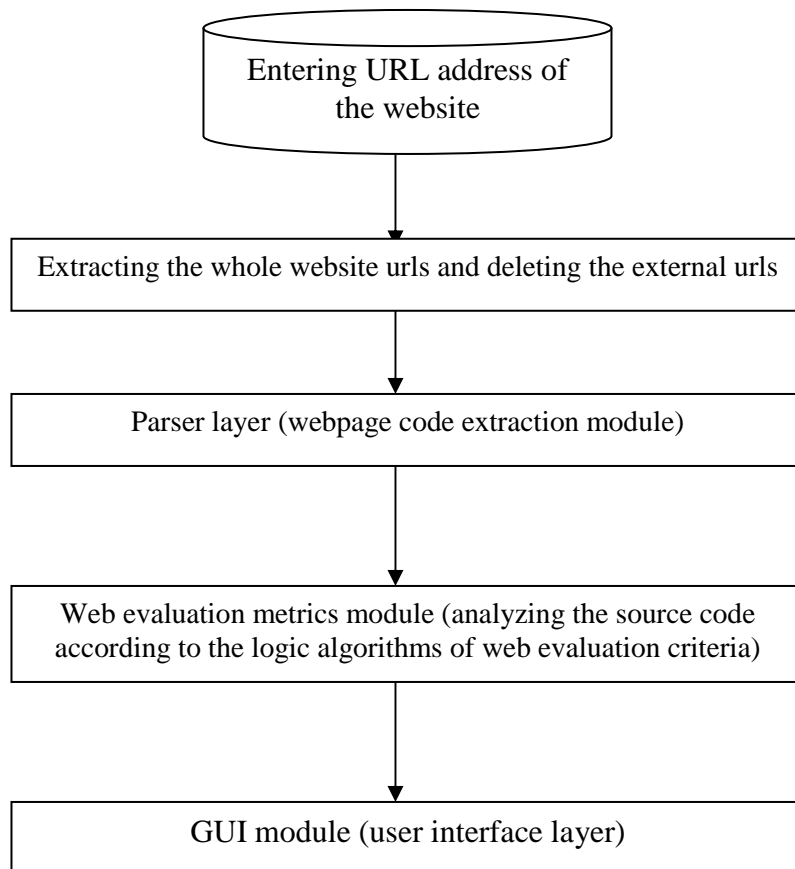 Entering URL address of
the website
Extracting the whole website urls and deleting the external urls
Parser layer (webpage code extraction module)
Web evaluation metrics module (analyzing the source code
according to the logic algorithms of web evaluation criteria)
GUI module (user interface layer)